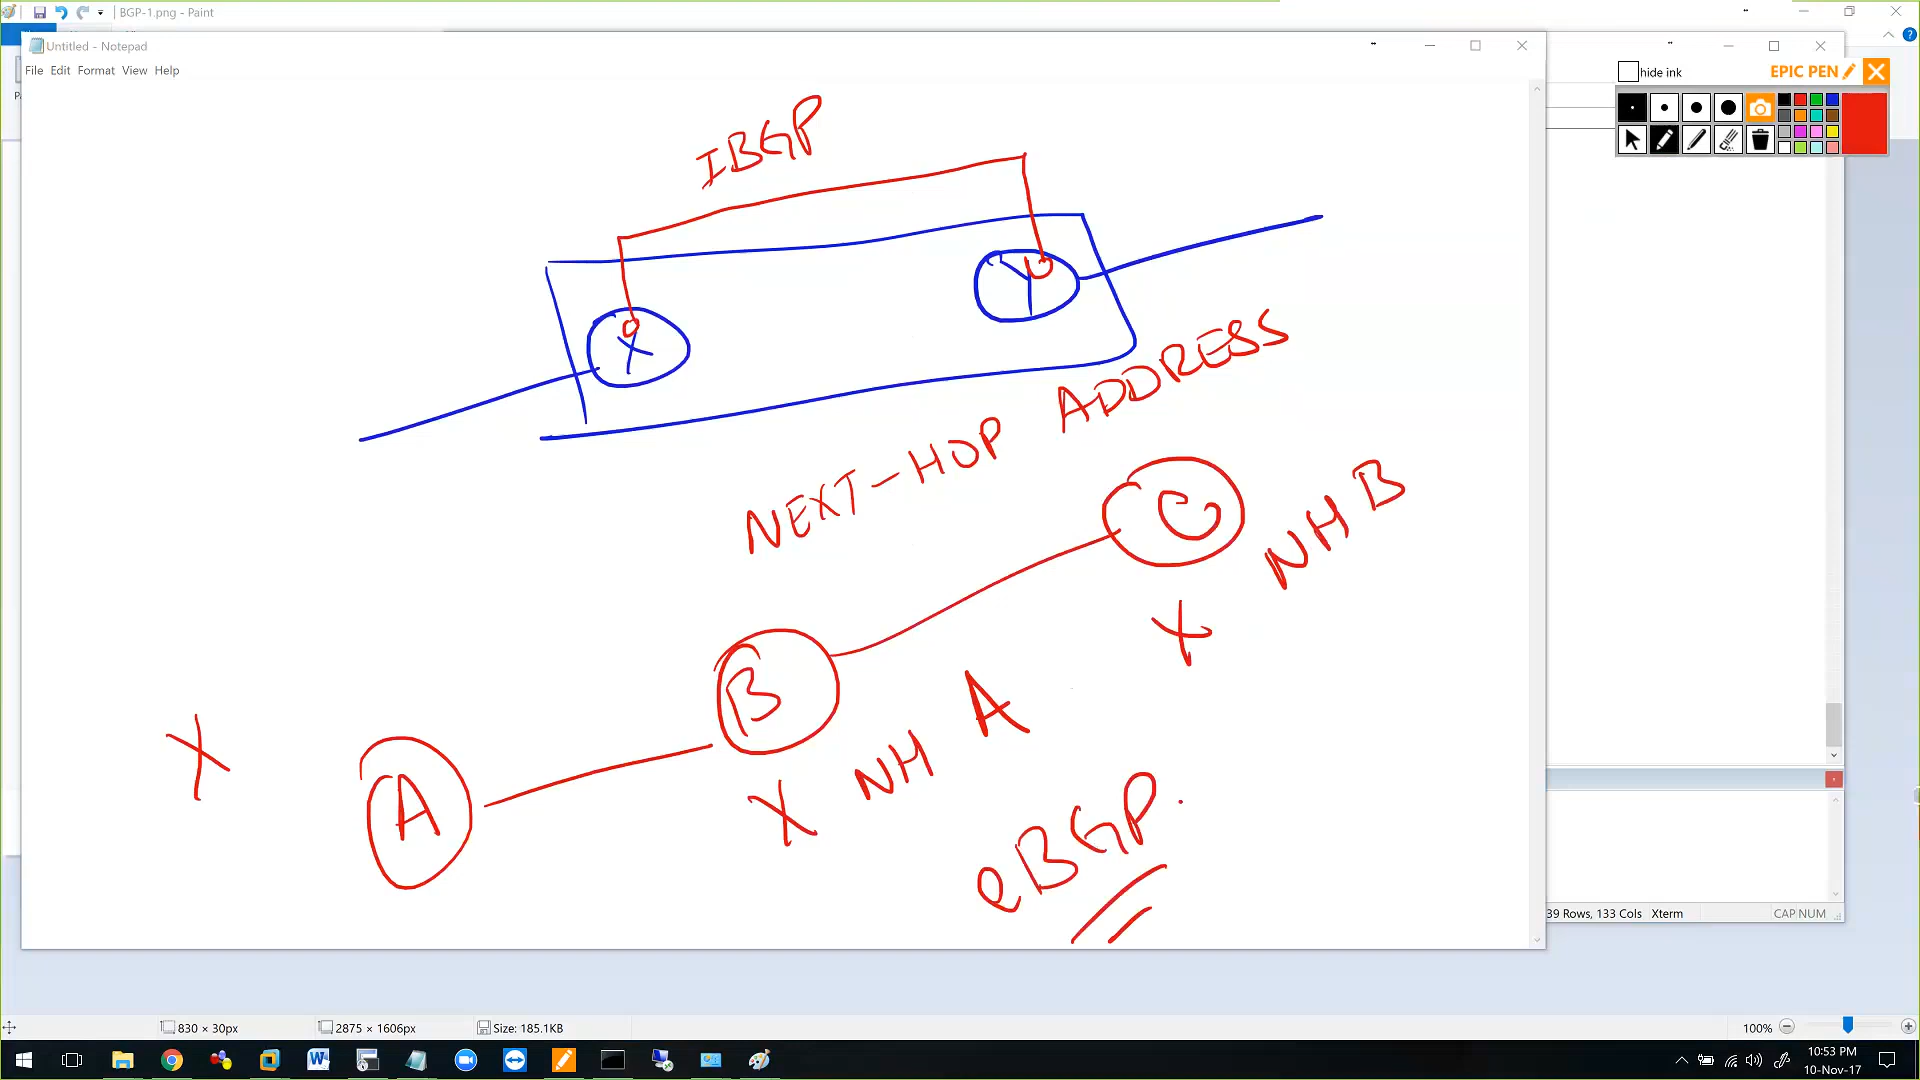 BGP-1.png - Paint
Untitled - Notepad
File Edit Format View Help
hide ink
EPIC PEN
IBGP
X
Y
NEXT-HOP ADDRESS
C
NH B
X
B
NH A
X
X
A
eBGP.
39 Rows, 133 Cols Xterm CAP NUM
830 × 30px 2875 × 1606px Size: 185.1KB 100%
10:53 PM
10-Nov-17